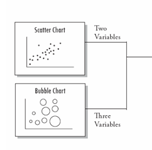 Scatter Chart
Two
Variables
Bubble Chart
Three
Variables